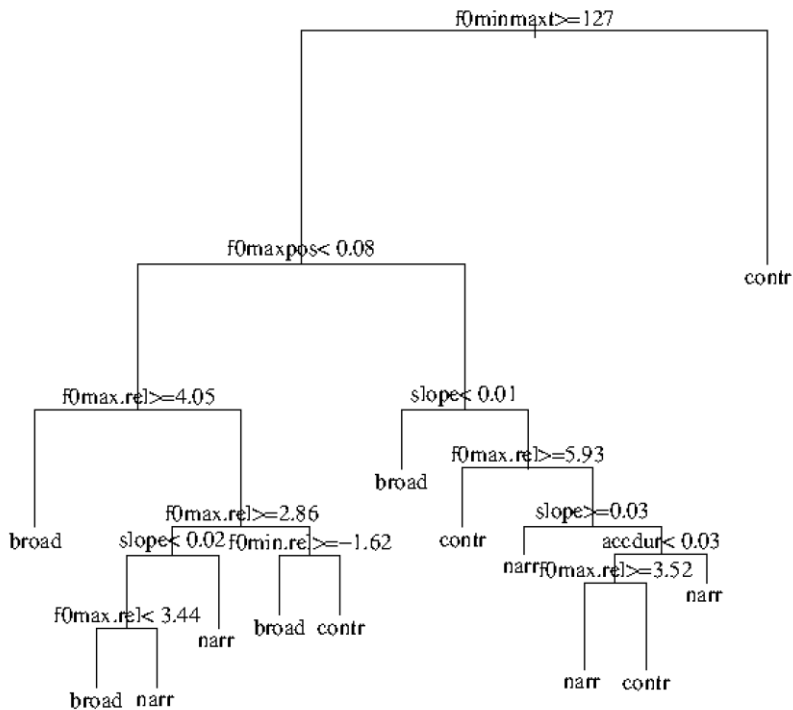 f0minmaxt>=127
f0maxpos< 0.08
contr
f0max.rel>=4.05
slope< 0.01
f0max.rel>=5.93
broad
f0max.rel>=2.86
slope>=0.03
broad
slope< 0.02
f0min.rel>=−1.62
contr
accdur< 0.03
narr
f0max.rel>=3.52
narr
f0max.rel< 3.44
narr
broad
contr
narr
contr
broad
narr